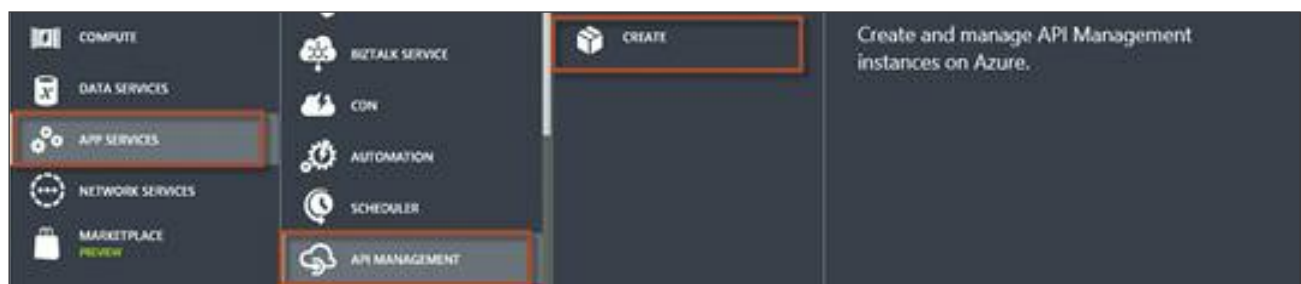 COMPUTE
DATA SERVICES
APP SERVICES
NETWORK SERVICES
MARKETPLACE
PREVIEW
BIZTALK SERVICE
CDN
AUTOMATION
SCHEDULER
API MANAGEMENT
CREATE
Create and manage API Management
instances on Azure.